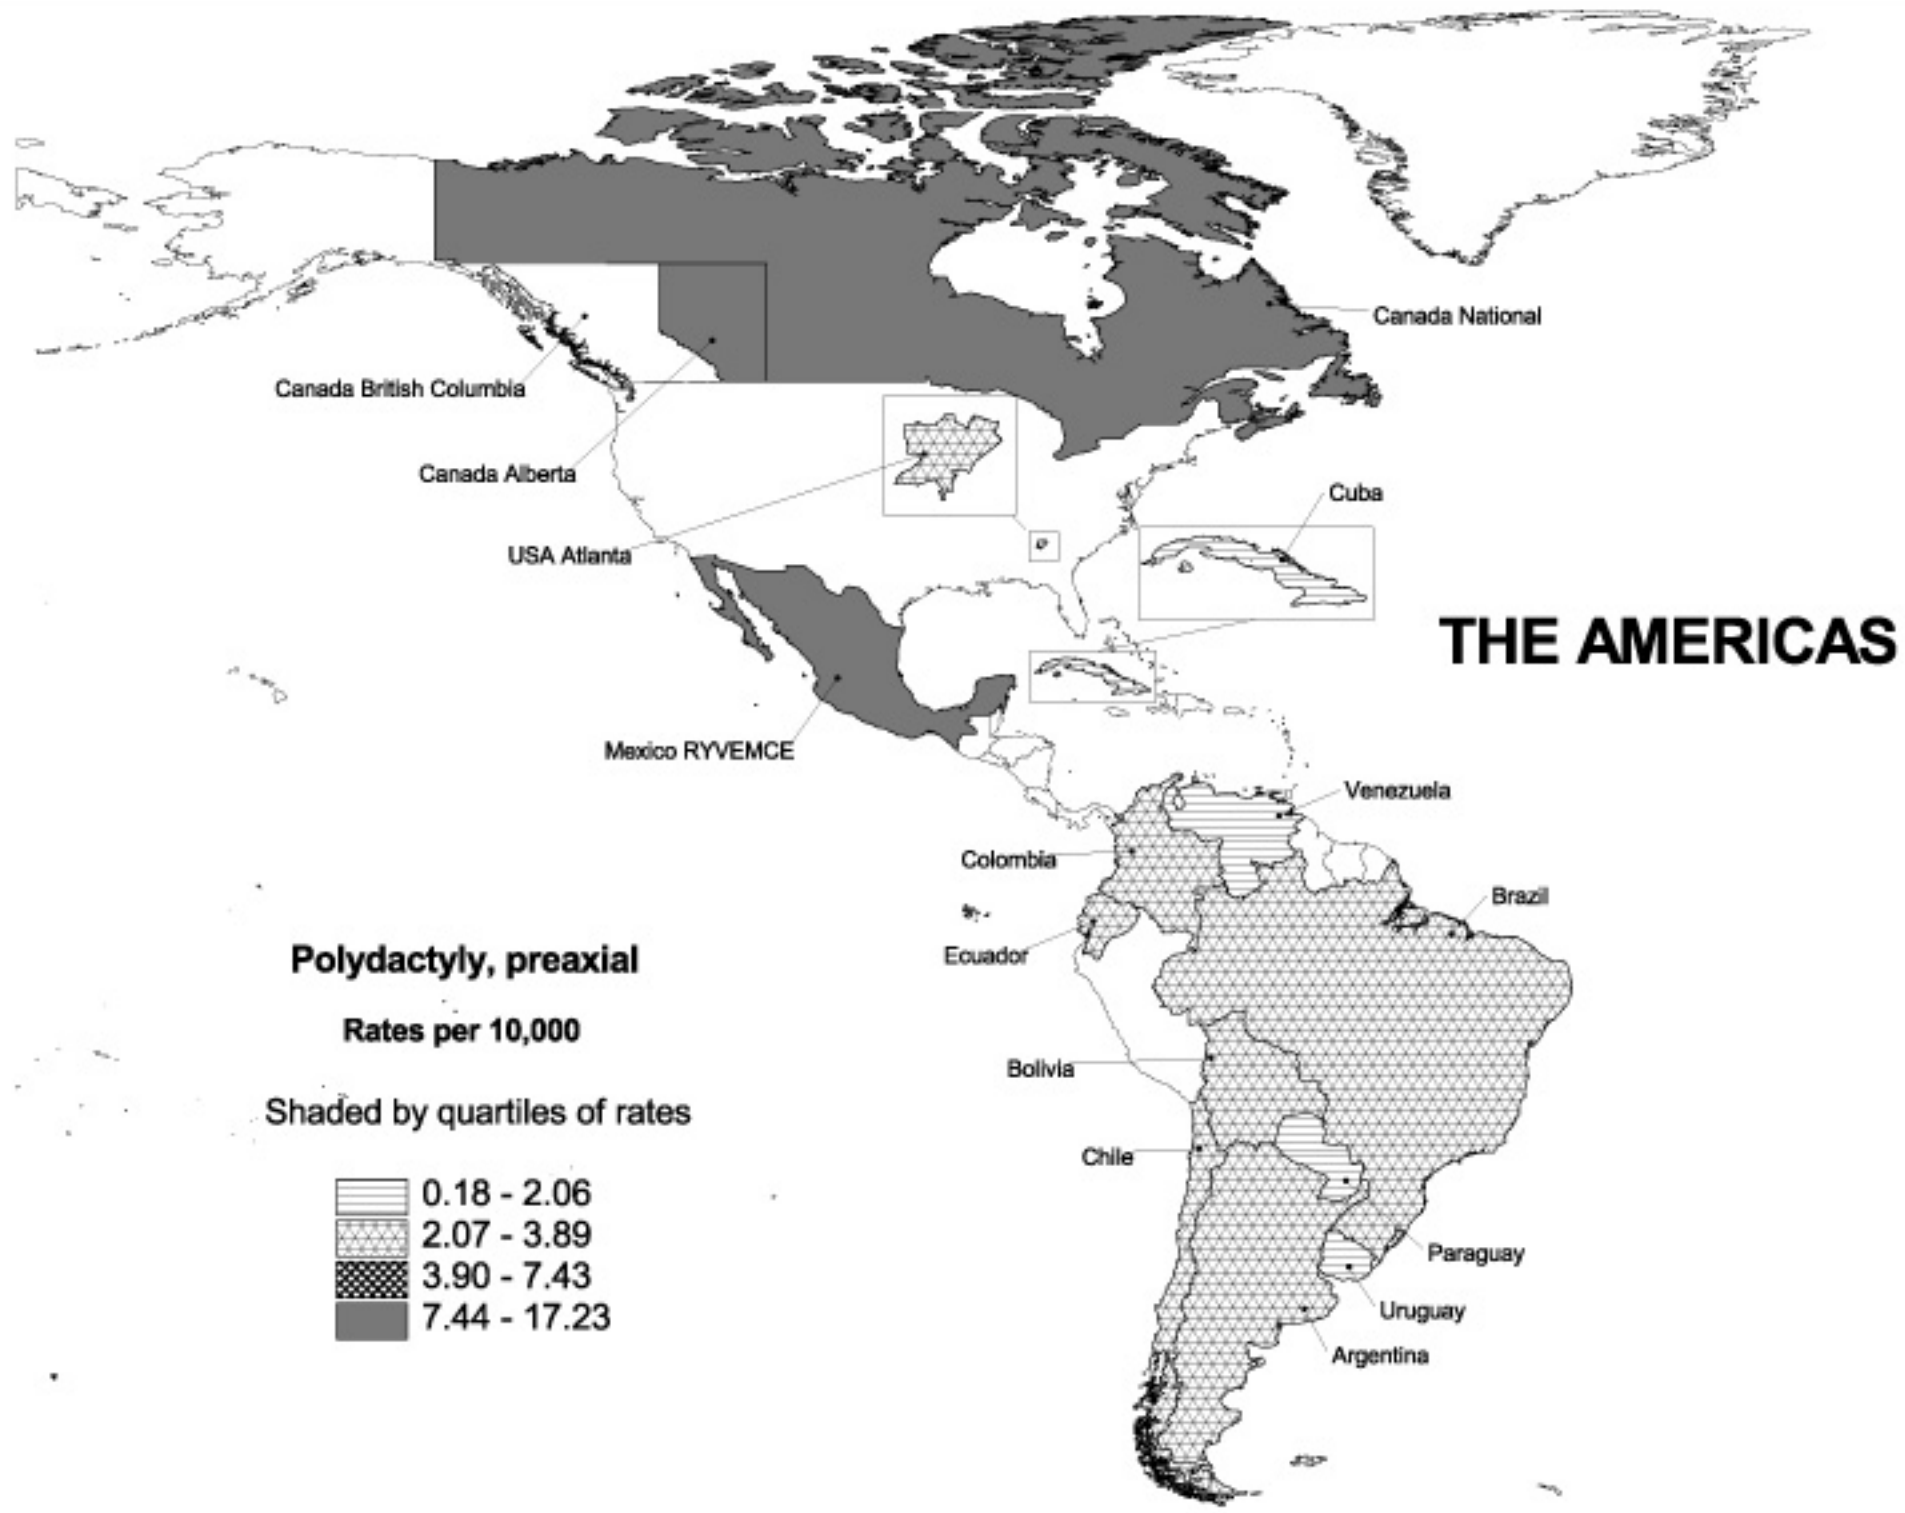 Canada National
Canada British Columbia
Canada Alberta
Cuba
USA Atlanta
THE AMERICAS
Mexico RYVEMCE
Venezuela
Colombia
Brazil
Ecuador
Polydactyly, preaxial
Rates per 10,000
Bolivia
Shaded by quartiles of rates
Chile
0.18 - 2.06
2.07 - 3.89
3.90 - 7.43
7.44 - 17.23
Paraguay
Uruguay
Argentina